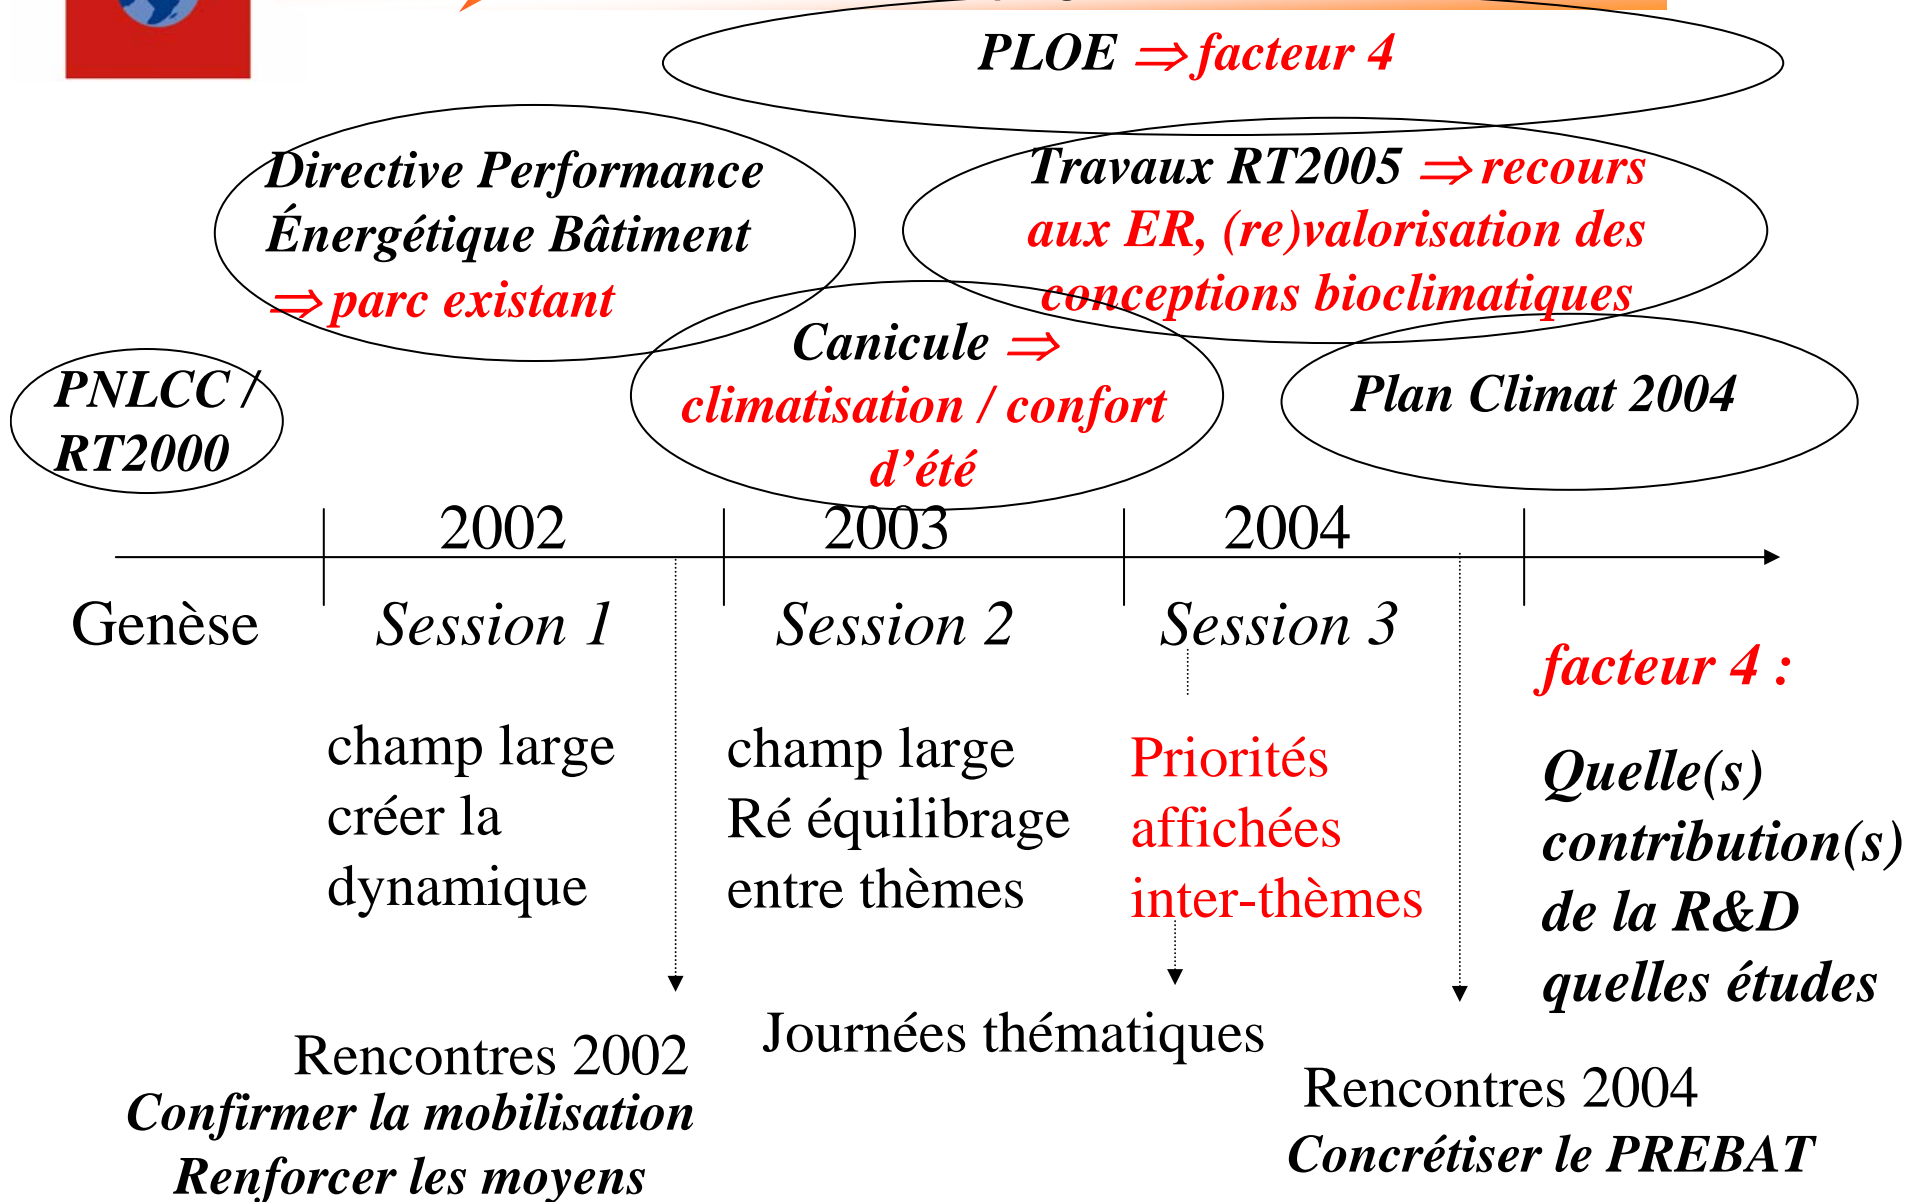 PLOE ⇒ facteur 4
Directive Performance
Énergétique Bâtiment
⇒ parc existant
Travaux RT2005 ⇒ recours
aux ER, (re)valorisation des
conceptions bioclimatiques
Canicule ⇒
climatisation / confort
d’été
Plan Climat 2004
PNLCC /
RT2000
2002
2003
2004
Genèse
Session 1
Session 2
Session 3
champ large
créer la
dynamique
champ large
Ré équilibrage
entre thèmes
Priorités
affichées
inter-thèmes
facteur 4 :
Quelle(s)
contribution(s)
de la R&D
quelles études
Rencontres 2002
Confirmer la mobilisation
Renforcer les moyens
Journées thématiques
Rencontres 2004
Concrétiser le PREBAT